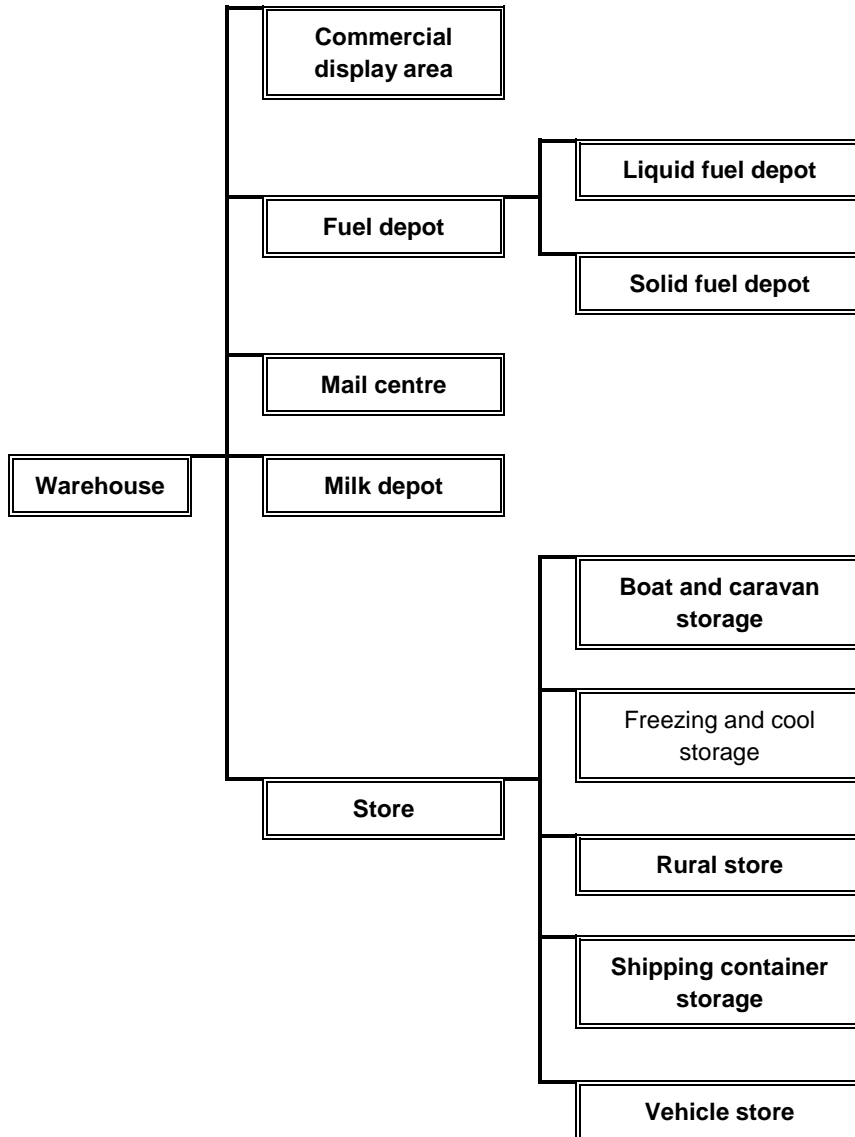 Commercial
display area
Liquid fuel depot
Fuel depot
Solid fuel depot
Mail centre
Warehouse
Milk depot
Boat and caravan
storage
Freezing and cool
storage
Store
Rural store
Shipping container
storage
Vehicle store